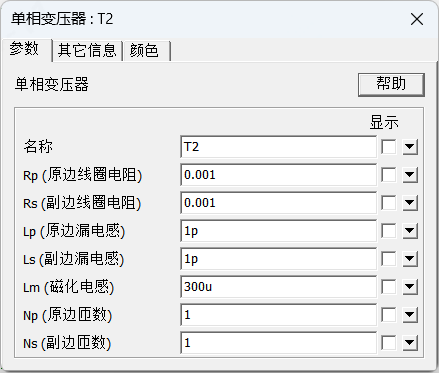 单相变压器 : T2
参数 其它信息 颜色
单相变压器 帮助
显示
名称 T2
Rp (原边线圈电阻) 0.001
Rs (副边线圈电阻) 0.001
Lp (原边漏电感) 1p
Ls (副边漏电感) 1p
Lm (磁化电感) 300u
Np (原边匝数) 1
Ns (副边匝数) 1